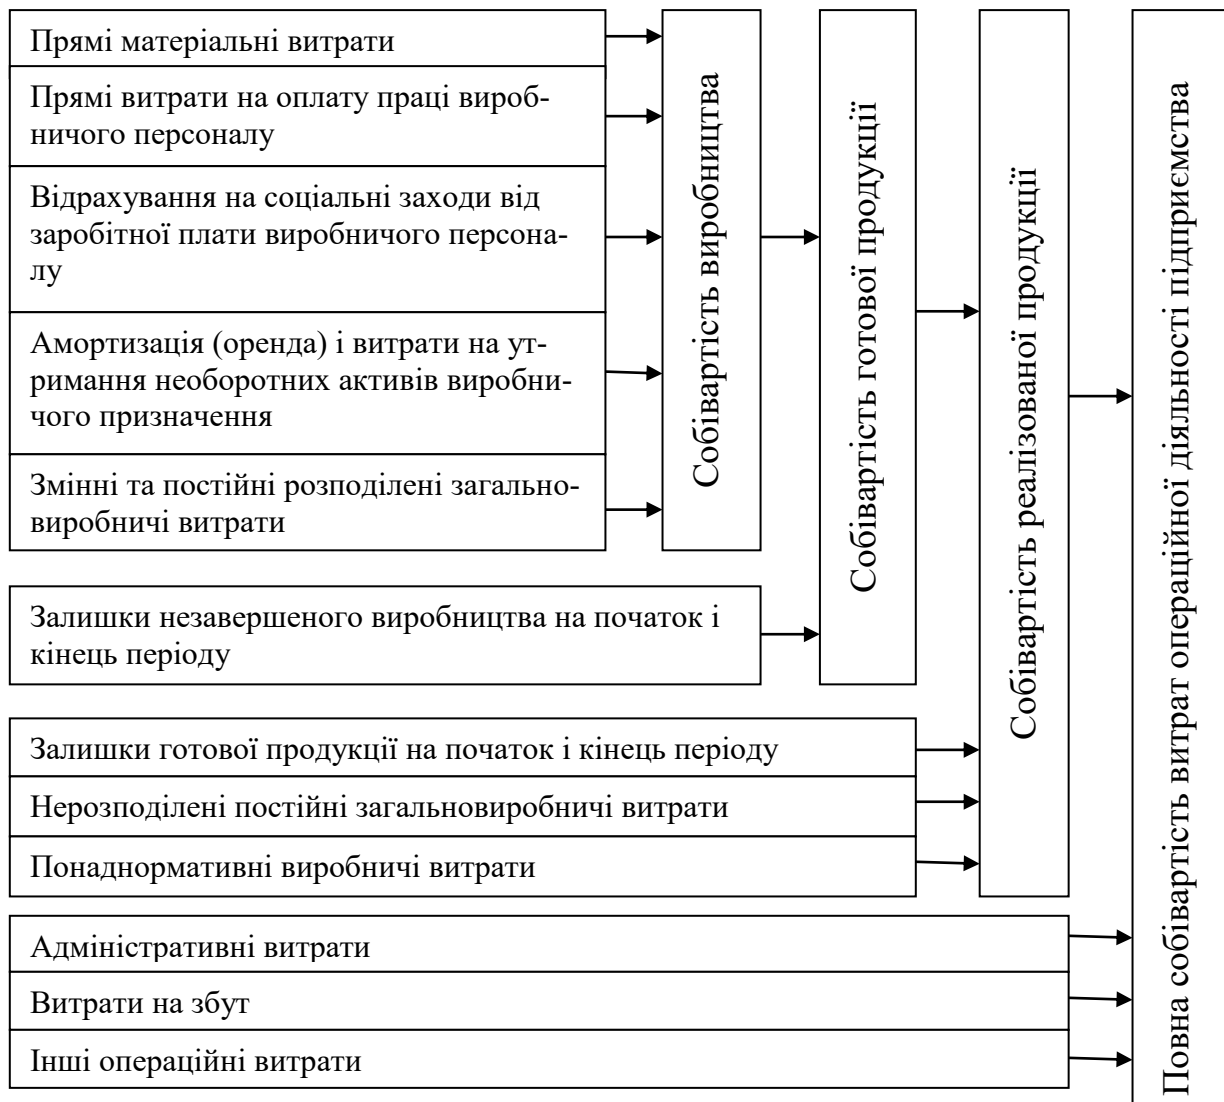 Прямі матеріальні витрати
Прямі витрати на оплату праці вироб-
ничого персоналу
Відрахування на соціальні заходи від
заробітної плати виробничого персона-
лу
Амортизація (оренда) і витрати на ут-
римання необоротних активів виробни-
чого призначення
Змінні та постійні розподілені загально-
виробничі витрати
Собівартість виробництва
Залишки незавершеного виробництва на початок і
кінець періоду
Собівартість готової продукції
Залишки готової продукції на початок і кінець періоду
Нерозподілені постійні загальновиробничі витрати
Понаднормативні виробничі витрати
Собівартість реалізованої продукції
Адміністративні витрати
Витрати на збут
Інші операційні витрати
Повна собівартість витрат операційної діяльності підприємства